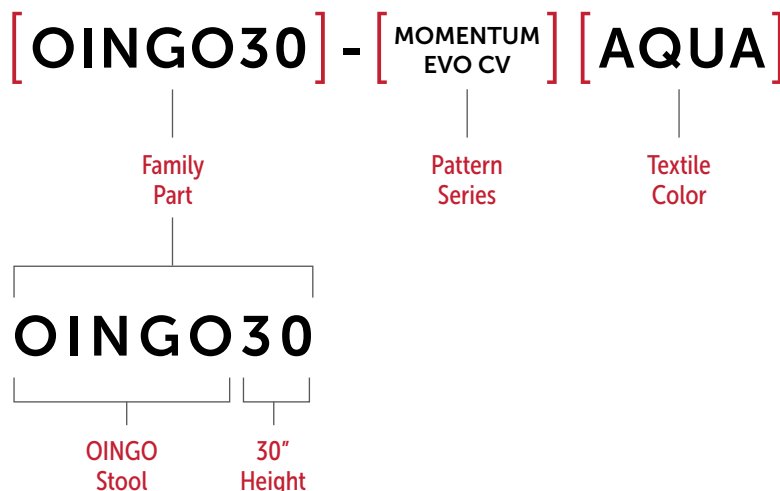 [OINGO30] - [MOMENTUM EVO CV] [AQUA]
Family Part
Pattern Series
Textile Color
OINGO30
OINGO Stool
30" Height